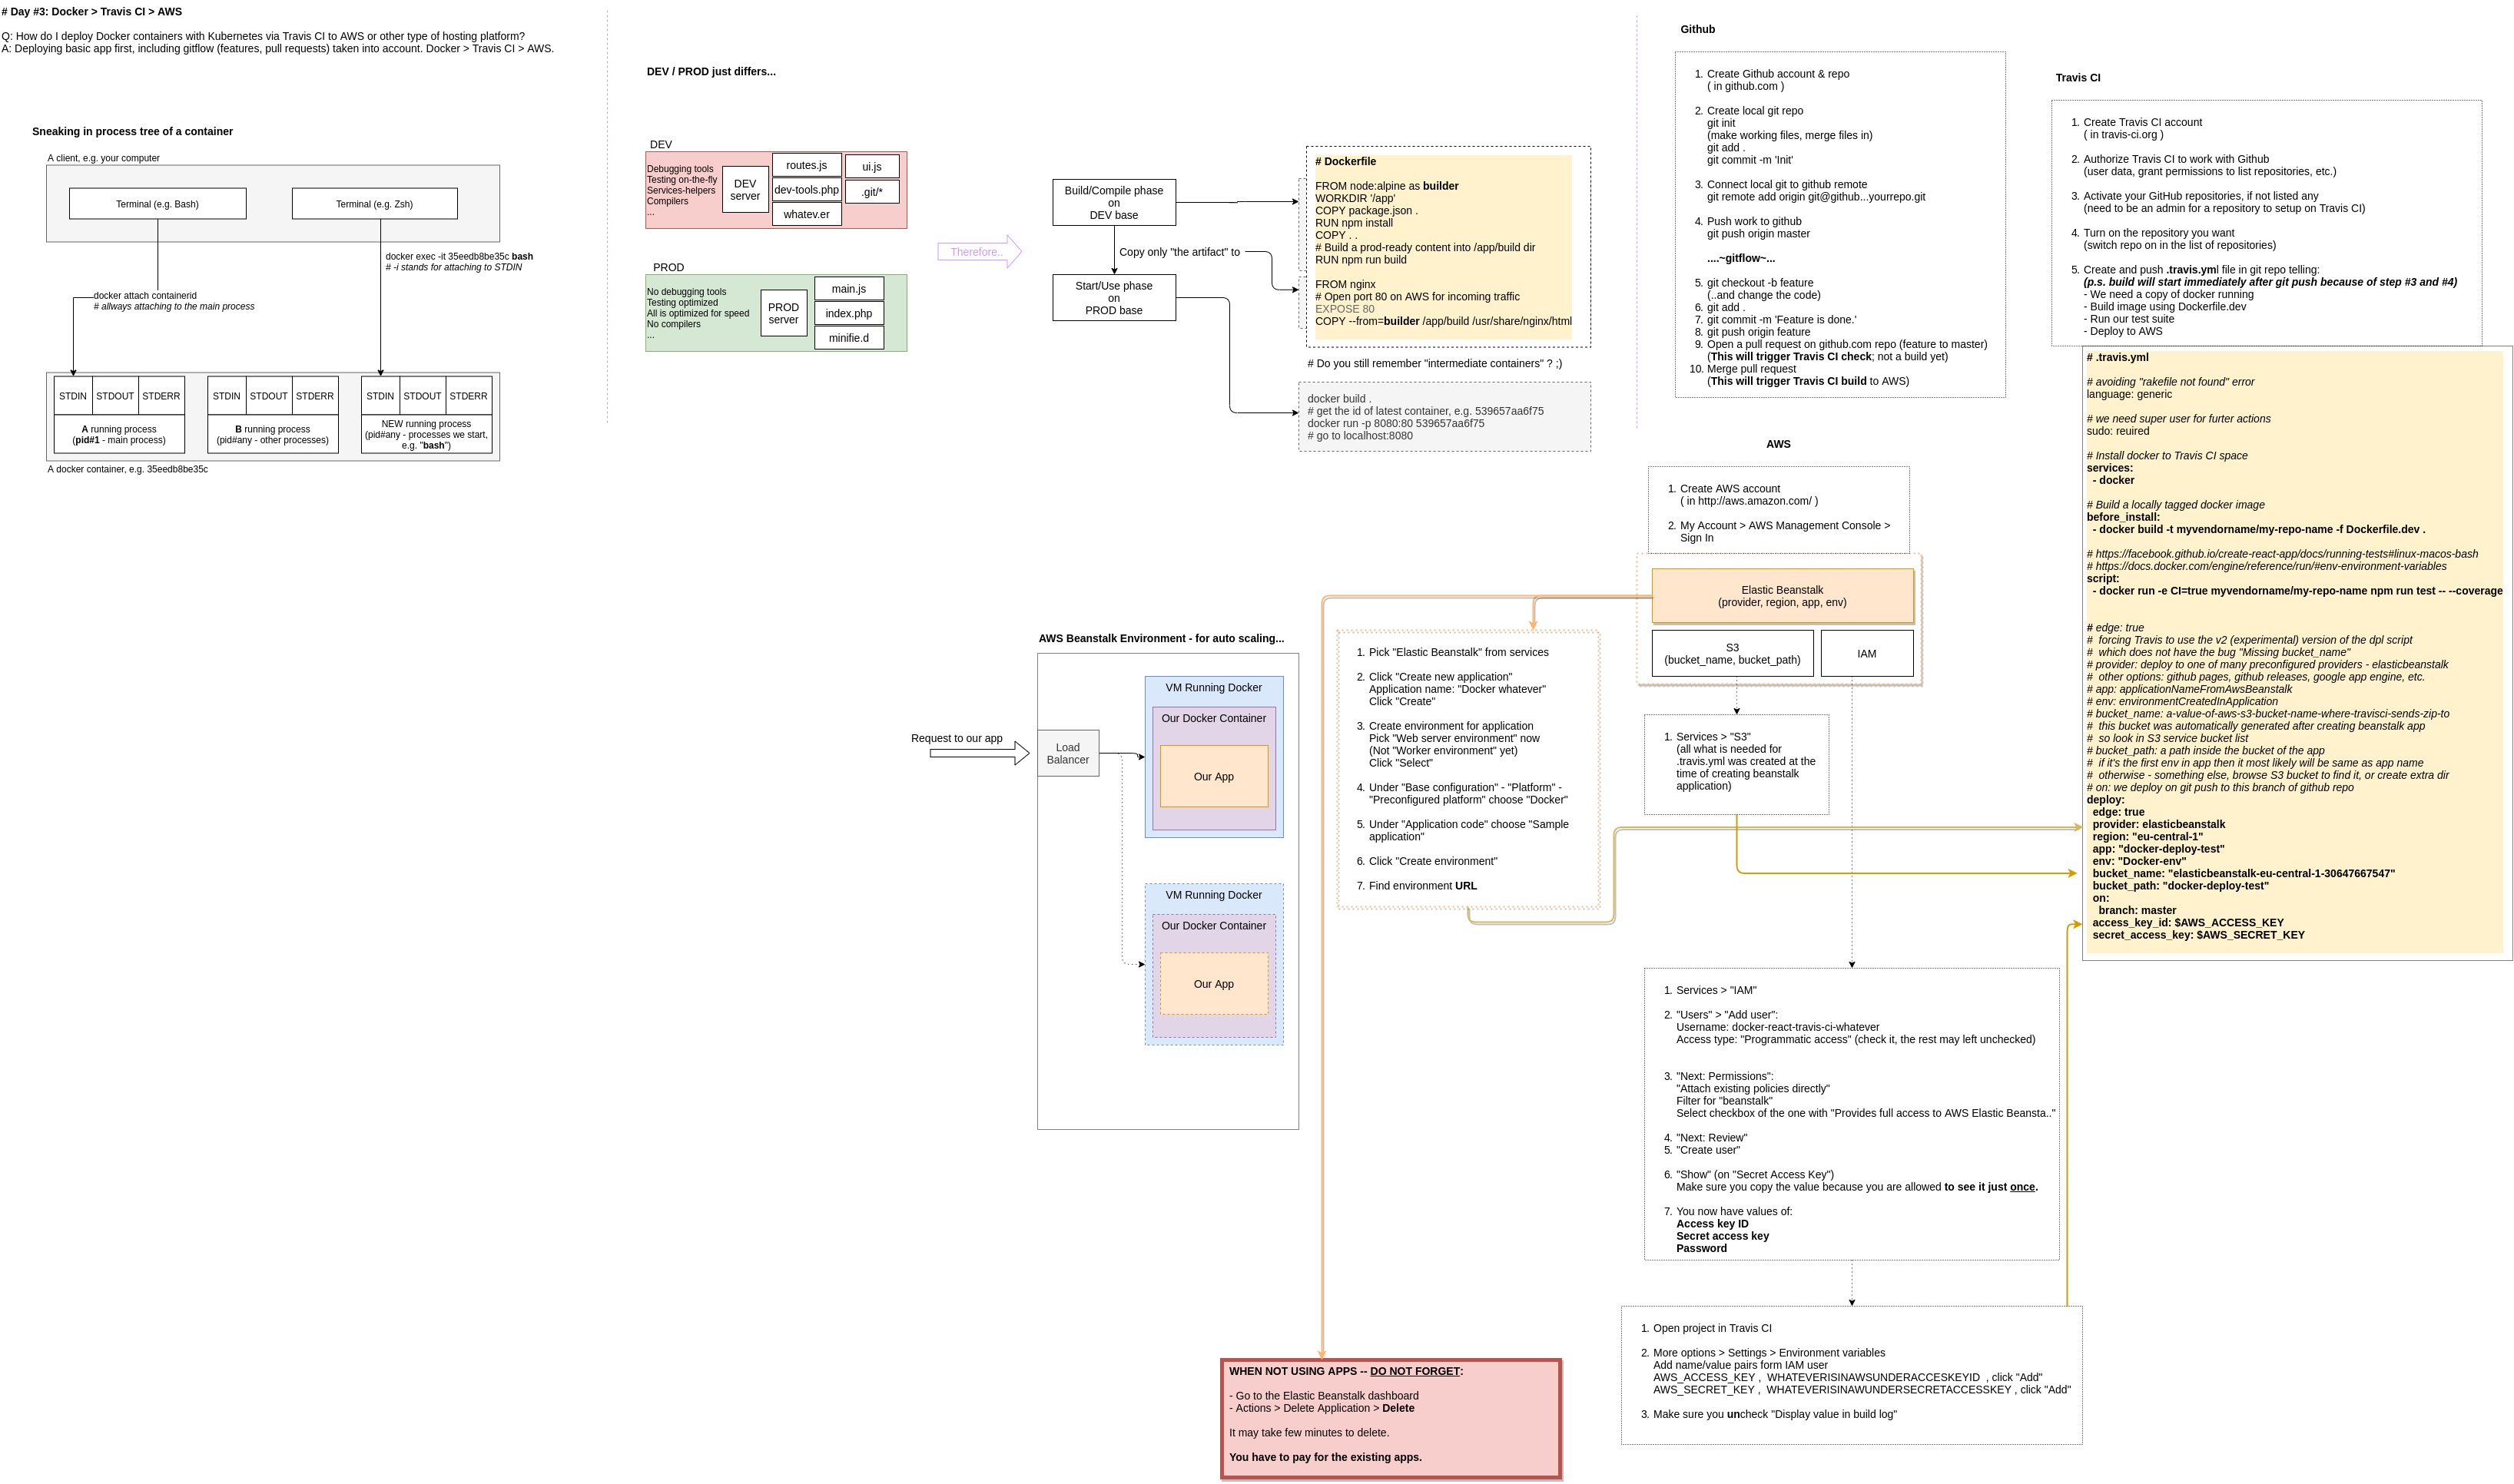 # Day #3: Docker > Travis CI > AWS
Q: How do I deploy Docker containers with Kubernetes via Travis CI to AWS or other type of hosting platform?
A: Deploying basic app first, including gitflow (features, pull requests) taken into account. Docker > Travis CI > AWS.
Sneaking in process tree of a container
A client, e.g. your computer
Terminal (e.g. Bash)
Terminal (e.g. Zsh)
docker exec -it 35eedb8be35c bash
# -i stands for attaching to STDIN
docker attach containerid
# allways attaching to the main process
STDIN
STDOUT
STDERR
A running process
(pid#1 - main process)
STDIN
STDOUT
STDERR
B running process
(pid#any - other processes)
STDIN
STDOUT
STDERR
NEW running process
(pid#any - processes we start,
e.g. "bash")
A docker container, e.g. 35eedb8be35c
DEV / PROD just differs...
DEV
Debugging tools
Testing on-the-fly
Services-helpers
Compilers
...
DEV
server
routes.js
dev-tools.php
whatev.er
ui.js
.git/*
PROD
No debugging tools
Testing optimized
All is optimized for speed
No compilers
...
PROD
server
main.js
index.php
minifie.d
Therefore..
Build/Compile phase
on
DEV base
Copy only "the artifact" to
Start/Use phase
on
PROD base
# Dockerfile
FROM node:alpine as builder
WORKDIR '/app'
COPY package.json .
RUN npm install
COPY . .
# Build a prod-ready content into /app/build dir
RUN npm run build
FROM nginx
# Open port 80 on AWS for incoming traffic
EXPOSE 80
COPY --from=builder /app/build /usr/share/nginx/html
# Do you still remember "intermediate containers" ? ;)
docker build .
# get the id of latest container, e.g. 539657aa6f75
docker run -p 8080:80 539657aa6f75
# go to localhost:8080
Github
1. Create Github account & repo
( in github.com )
2. Create local git repo
git init
(make working files, merge files in)
git add .
git commit -m 'Init'
3. Connect local git to github remote
git remote add origin git@github...yourrepo.git
4. Push work to github
git push origin master
....~gitflow~...
5. git checkout -b feature
(..and change the code)
6. git add .
7. git commit -m 'Feature is done.'
8. git push origin feature
9. Open a pull request on github.com repo (feature to master)
(This will trigger Travis CI check; not a build yet)
10. Merge pull request
(This will trigger Travis CI build to AWS)
Travis CI
1. Create Travis CI account
( in travis-ci.org )
2. Authorize Travis CI to work with Github
(user data, grant permissions to list repositories, etc.)
3. Activate your GitHub repositories, if not listed any
(need to be an admin for a repository to setup on Travis CI)
4. Turn on the repository you want
(switch repo on in the list of repositories)
5. Create and push .travis.yml file in git repo telling:
(p.s. build will start immediately after git push because of step #3 and #4)
- We need a copy of docker running
- Build image using Dockerfile.dev
- Run our test suite
- Deploy to AWS
# .travis.yml
# avoiding "rakefile not found" error
language: generic
# we need super user for furter actions
sudo: reuired
# Install docker to Travis CI space
services:
- docker
# Build a locally tagged docker image
before_install:
- docker build -t myvendorname/my-repo-name -f Dockerfile.dev .
# https://facebook.github.io/create-react-app/docs/running-tests#linux-macos-bash
# https://docs.docker.com/engine/reference/run/#env-environment-variables
script:
- docker run -e CI=true myvendorname/my-repo-name npm run test -- --coverage
# edge: true
# forcing Travis to use the v2 (experimental) version of the dpl script
# which does not have the bug "Missing bucket_name"
# provider: deploy to one of many preconfigured providers - elasticbeanstalk
# other options: github pages, github releases, google app engine, etc.
# app: applicationNameFromAwsBeanstalk
# env: environmentCreatedInApplication
# bucket_name: a-value-of-aws-s3-bucket-name-where-travisci-sends-zip-to
# this bucket was automatically generated after creating beanstalk app
# so look in S3 service bucket list
# bucket_path: a path inside the bucket of the app
# if it's the first env in app then it most likely will be same as app name
# otherwise - something else, browse S3 bucket to find it, or create extra dir
# on: we deploy on git push to this branch of github repo
deploy:
edge: true
provider: elasticbeanstalk
region: "eu-central-1"
app: "docker-deploy-test"
env: "Docker-env"
bucket_name: "elasticbeanstalk-eu-central-1-30647667547"
bucket_path: "docker-deploy-test"
on:
branch: master
access_key_id: $AWS_ACCESS_KEY
secret_access_key: $AWS_SECRET_KEY
AWS
1. Create AWS account
( in http://aws.amazon.com/ )
2. My Account > AWS Management Console >
Sign In
Elastic Beanstalk
(provider, region, app, env)
S3
(bucket_name, bucket_path)
IAM
AWS Beanstalk Environment - for auto scaling...
Request to our app
Load
Balancer
VM Running Docker
Our Docker Container
Our App
VM Running Docker
Our Docker Container
Our App
1. Pick "Elastic Beanstalk" from services
2. Click "Create new application"
Application name: "Docker whatever"
Click "Create"
3. Create environment for application
Pick "Web server environment" now
(Not "Worker environment" yet)
Click "Select"
4. Under "Base configuration" - "Platform" -
"Preconfigured platform" choose "Docker"
5. Under "Application code" choose "Sample
application"
6. Click "Create environment"
7. Find environment URL
1. Services > "S3"
(all what is needed for
.travis.yml was created at the
time of creating beanstalk
application)
1. Services > "IAM"
2. "Users" > "Add user":
Username: docker-react-travis-ci-whatever
Access type: "Programmatic access" (check it, the rest may left unchecked)
3. "Next: Permissions":
"Attach existing policies directly"
Filter for "beanstalk"
Select checkbox of the one with "Provides full access to AWS Elastic Beansta.."
4. "Next: Review"
5. "Create user"
6. "Show" (on "Secret Access Key")
Make sure you copy the value because you are allowed to see it just once.
7. You now have values of:
Access key ID
Secret access key
Password
1. Open project in Travis CI
2. More options > Settings > Environment variables
Add name/value pairs form IAM user
AWS_ACCESS_KEY , WHATEVERISINAWSUNDERACCESKEYID , click "Add"
AWS_SECRET_KEY , WHATEVERISINAWUNDERSECRETACCESSKEY , click "Add"
3. Make sure you uncheck "Display value in build log"
WHEN NOT USING APPS -- DO NOT FORGET:
- Go to the Elastic Beanstalk dashboard
- Actions > Delete Application > Delete
It may take few minutes to delete.
You have to pay for the existing apps.